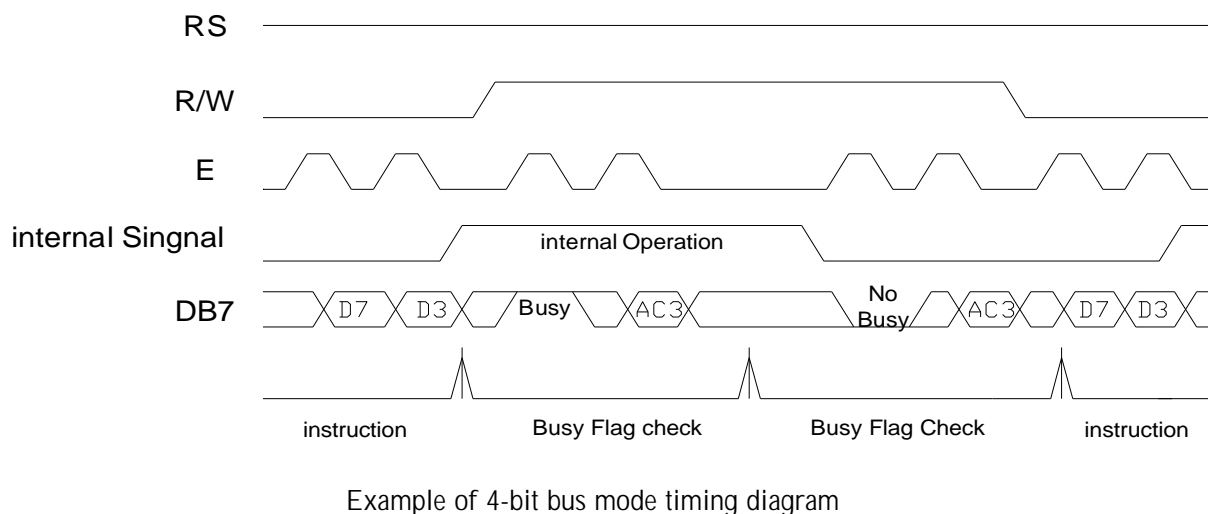 RS
R/W
E
internal Singnal
internal Operation
DB7
D7
D3
Busy
AC3
No
Busy
AC3
D7
D3
instruction
Busy Flag check
Busy Flag Check
instruction
Example of 4-bit bus mode timing diagram